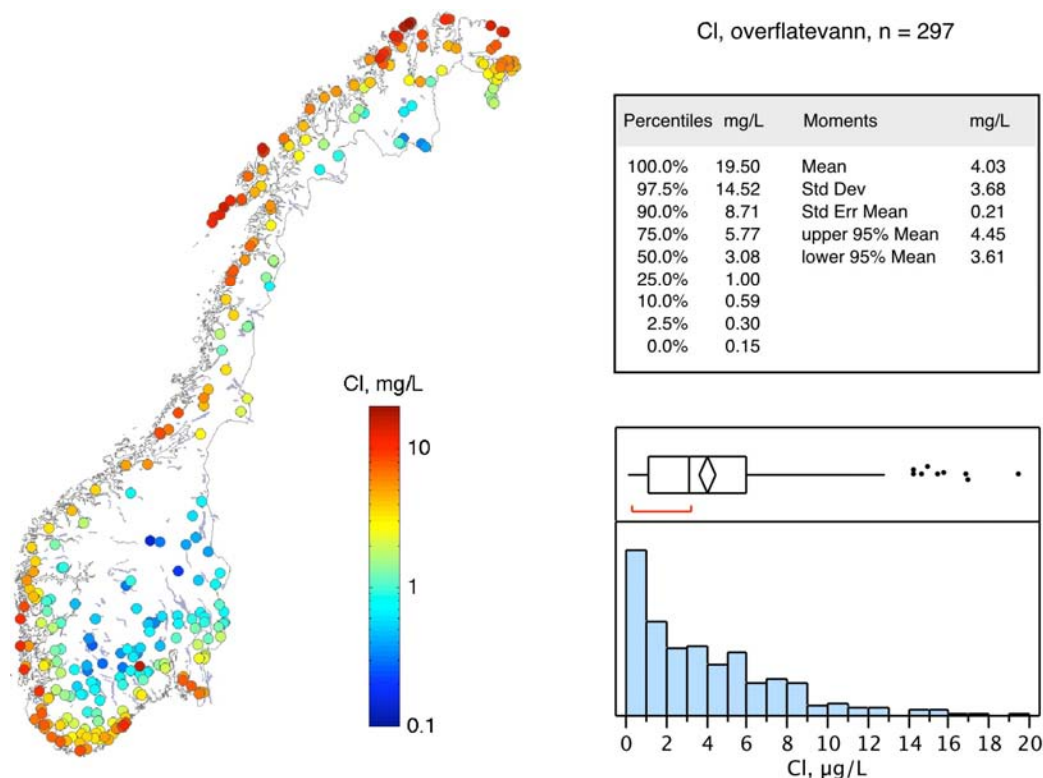 Cl, overflatevann, n = 297
Percentiles mg/L Moments mg/L
100.0% 19.50 Mean 4.03
97.5% 14.52 Std Dev 3.68
90.0% 8.71 Std Err Mean 0.21
75.0% 5.77 upper 95% Mean 4.45
50.0% 3.08 lower 95% Mean 3.61
25.0% 1.00
10.0% 0.59
2.5% 0.30
0.0% 0.15
Cl, mg/L
10
1
0.1
0 2 4 6 8 10 12 14 16 18 20
Cl, µg/L